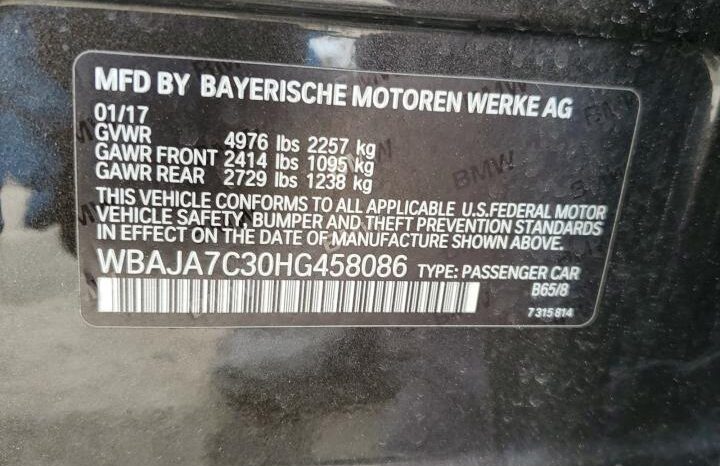 MFD BY BAYERISCHE MOTOREN WERKE AG
01/17
GVWR 4976 lbs 2257 kg
GAWR FRONT 2414 lbs 1095 kg
GAWR REAR 2729 lbs 1238 kg
THIS VEHICLE CONFORMS TO ALL APPLICABLE U.S.FEDERAL MOTOR
VEHICLE SAFETY, BUMPER AND THEFT PREVENTION STANDARDS
IN EFFECT ON THE DATE OF MANUFACTURE SHOWN ABOVE.
WBAJA7C30HG458086 TYPE: PASSENGER CAR
B65/8
7 315 814